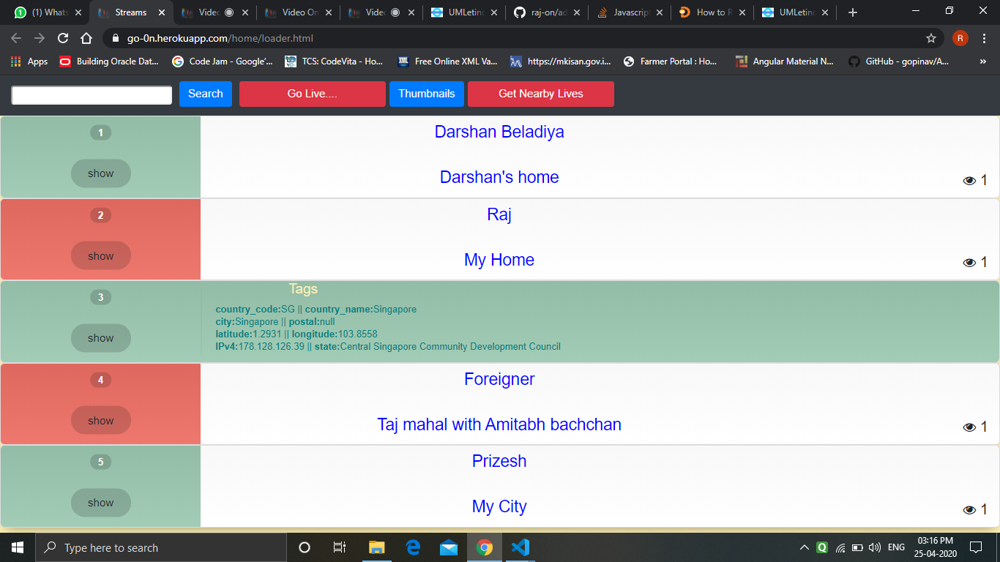 (1) Whats
Streams
Video
Video On
Video
UMLetino
raj-on/ad
Javascrip
How to R
UMLetino
go-0n.herokuapp.com/home/loader.html
R
Apps
Building Oracle Dat...
Code Jam - Google'...
TCS: CodeVita - Ho...
Free Online XML Va...
https://mkisan.gov.i...
Farmer Portal : Ho...
Angular Material N...
GitHub - gopinav/A...
Search
Go Live....
Thumbnails
Get Nearby Lives
1
show
Darshan Beladiya
Darshan's home
1
2
show
Raj
My Home
1
3
show
Tags
country_code:SG || country_name:Singapore
city:Singapore || postal:null
latitude:1.2931 || longitude:103.8558
IPv4:178.128.126.39 || state:Central Singapore Community Development Council
4
show
Foreigner
Taj mahal with Amitabh bachchan
1
5
show
Prizesh
My City
1
Type here to search
ENG
03:16 PM
25-04-2020